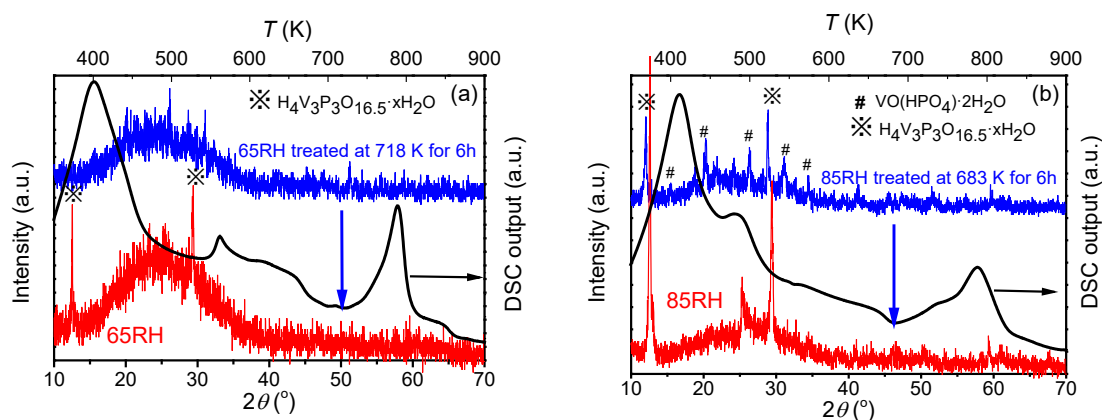 T (K)
400 500 600 700 800 900
※ H₄V₃P₃O₁₆.₅·xH₂O (a)
65RH treated at 718 K for 6h
※ ※
65RH
Intensity (a.u.)
DSC output (a.u.)
10 20 30 40 50 60 70
2θ (°)
T (K)
400 500 600 700 800 900
(b)
# VO(HPO₄)·2H₂O
※ H₄V₃P₃O₁₆.₅·xH₂O
※ ※
# # # # #
85RH treated at 683 K for 6h
85RH
Intensity (a.u.)
DSC output (a.u.)
10 20 30 40 50 60 70
2θ (°)